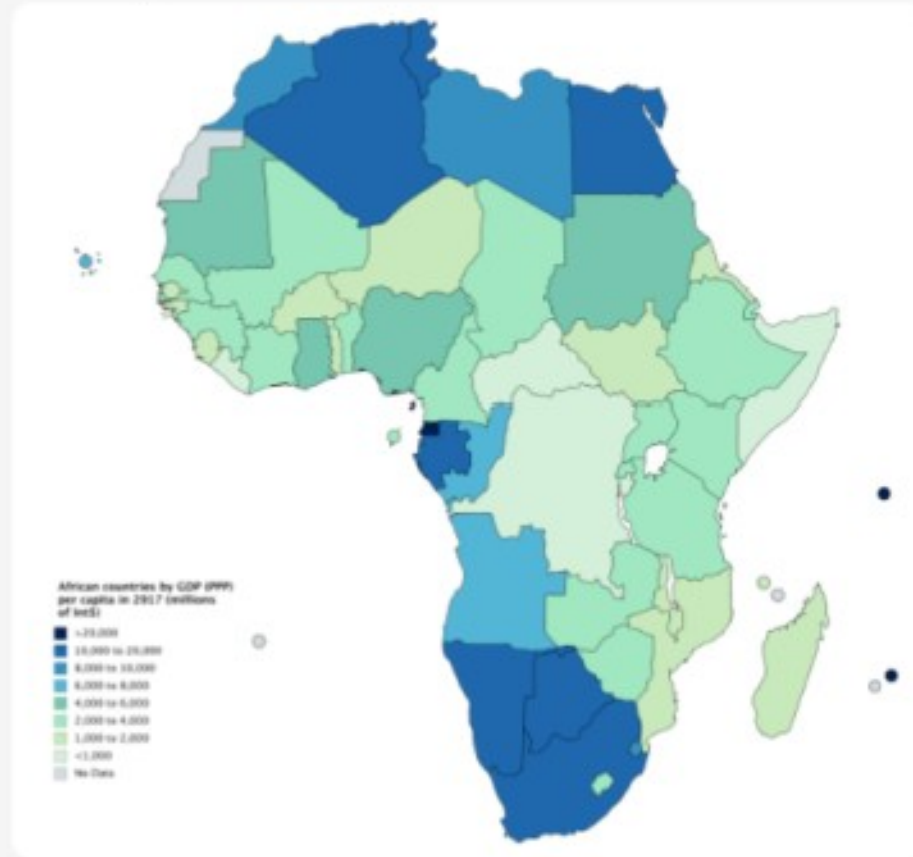 African countries by GDP (PPP)
per capita in 2017 (millions
of Int$)
>20,000
10,000 to 20,000
8,000 to 10,000
6,000 to 8,000
4,000 to 6,000
2,000 to 4,000
1,000 to 2,000
<1,000
No Data